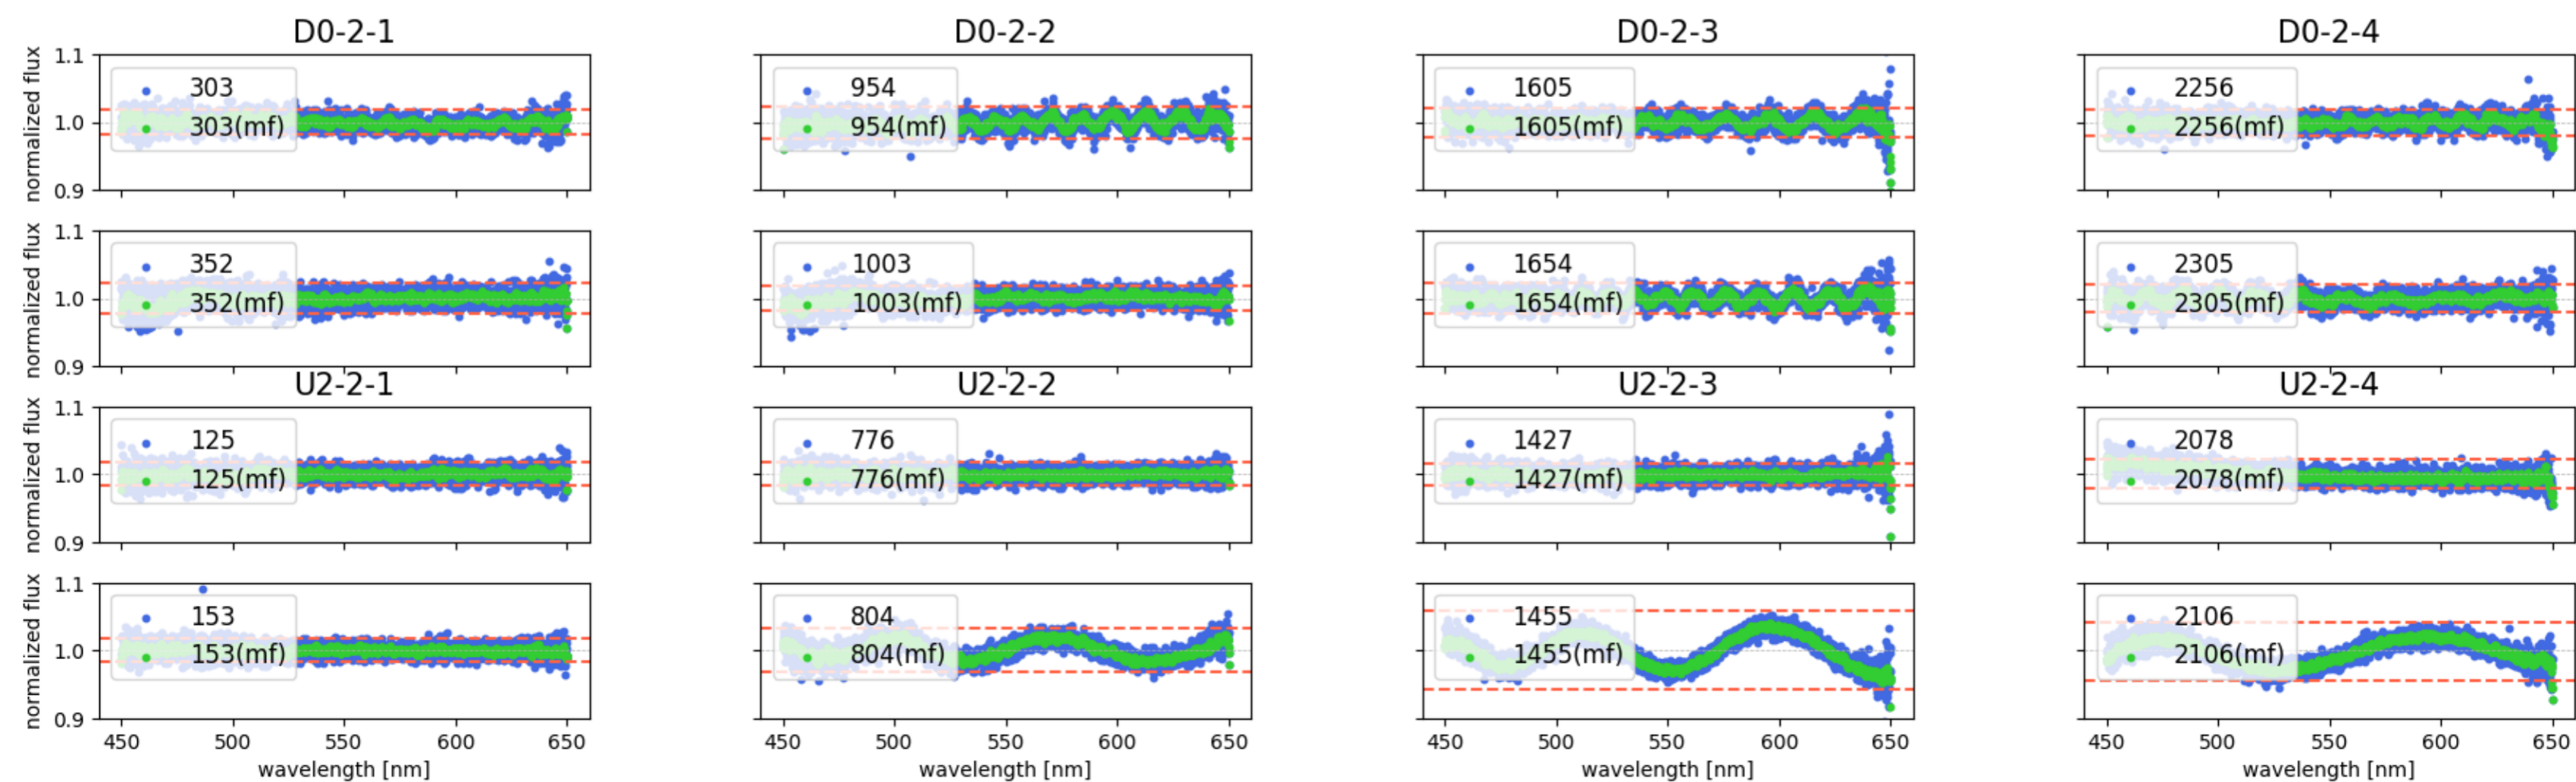 D0-2-1
D0-2-2
D0-2-3
D0-2-4
normalized flux
1.1
1.0
0.9
303
303(mf)
954
954(mf)
1605
1605(mf)
2256
2256(mf)
normalized flux
1.1
1.0
0.9
352
352(mf)
1003
1003(mf)
1654
1654(mf)
2305
2305(mf)
U2-2-1
U2-2-2
U2-2-3
U2-2-4
normalized flux
1.1
1.0
0.9
125
125(mf)
776
776(mf)
1427
1427(mf)
2078
2078(mf)
normalized flux
1.1
1.0
0.9
153
153(mf)
804
804(mf)
1455
1455(mf)
2106
2106(mf)
450 500 550 600 650
450 500 550 600 650
450 500 550 600 650
450 500 550 600 650
wavelength [nm]
wavelength [nm]
wavelength [nm]
wavelength [nm]